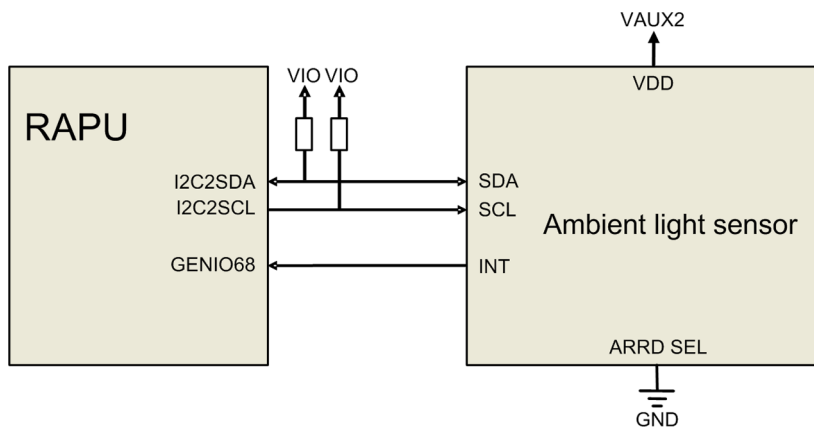 VAUX2
VIO VIO
VDD
RAPU
I2C2SDA
SDA
I2C2SCL
SCL
Ambient light sensor
GENIO68
INT
ARRD SEL
GND